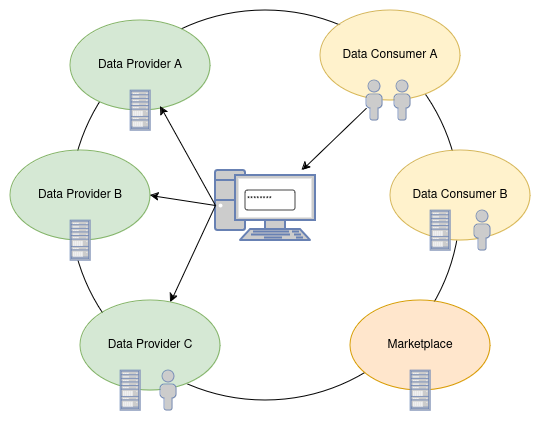 Data Provider A
Data Consumer A
Data Provider B
********
Data Consumer B
Data Provider C
Marketplace